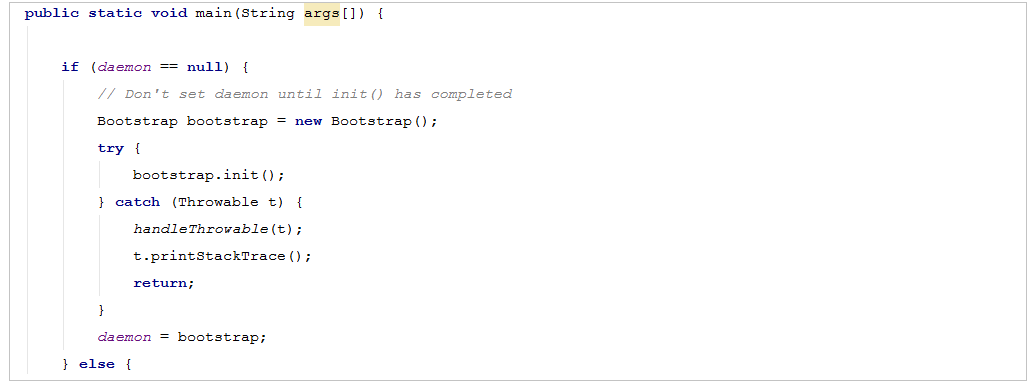 public static void main(String args[]) {
if (daemon == null) {
// Don't set daemon until init() has completed
Bootstrap bootstrap = new Bootstrap();
try {
bootstrap.init();
} catch (Throwable t) {
handleThrowable(t);
t.printStackTrace();
return;
}
daemon = bootstrap;
} else {